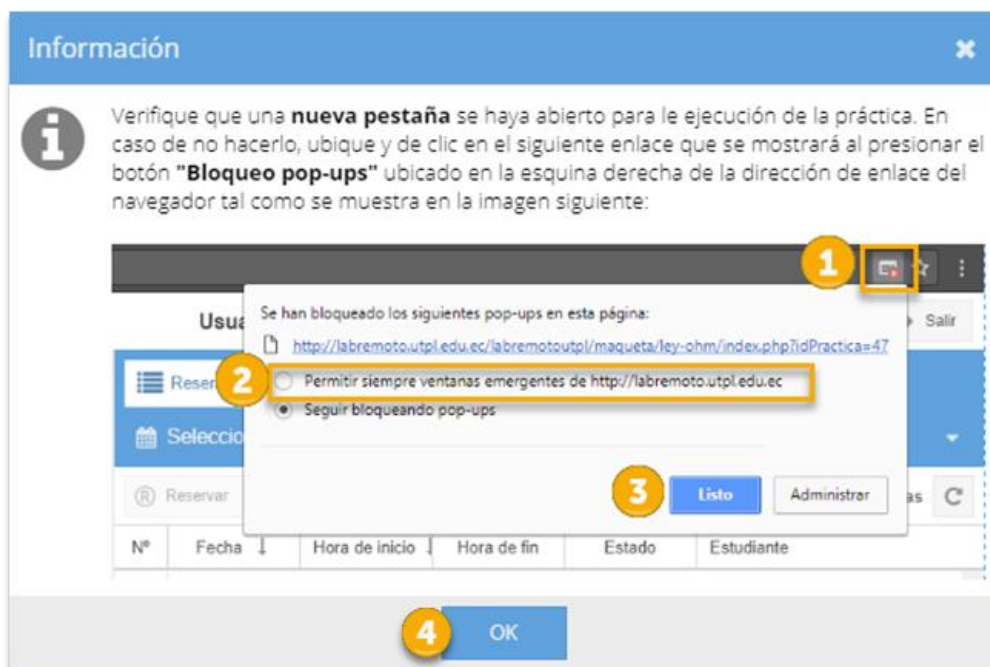 Información
Verifique que una nueva pestaña se haya abierto para le ejecución de la práctica. En
caso de no hacerlo, ubique y de clic en el siguiente enlace que se mostrará al presionar el
botón "Bloqueo pop-ups" ubicado en la esquina derecha de la dirección de enlace del
navegador tal como se muestra en la imagen siguiente:
1
Se han bloqueado los siguientes pop-ups en esta página:
Usua
Salir
http://labremoto.utpl.edu.ec/labremotoutpl/maqueta/ley-ohm/index.php?idPractica=47
Reser
2
Permitir siempre ventanas emergentes de http://labremoto.utpl.edu.ec
Seguir bloqueando pop-ups
Seleccio
® Reservar
3
Listo
Administrar
as
Nº Fecha ↓ Hora de inicio Hora de fin Estado Estudiante
4
OK